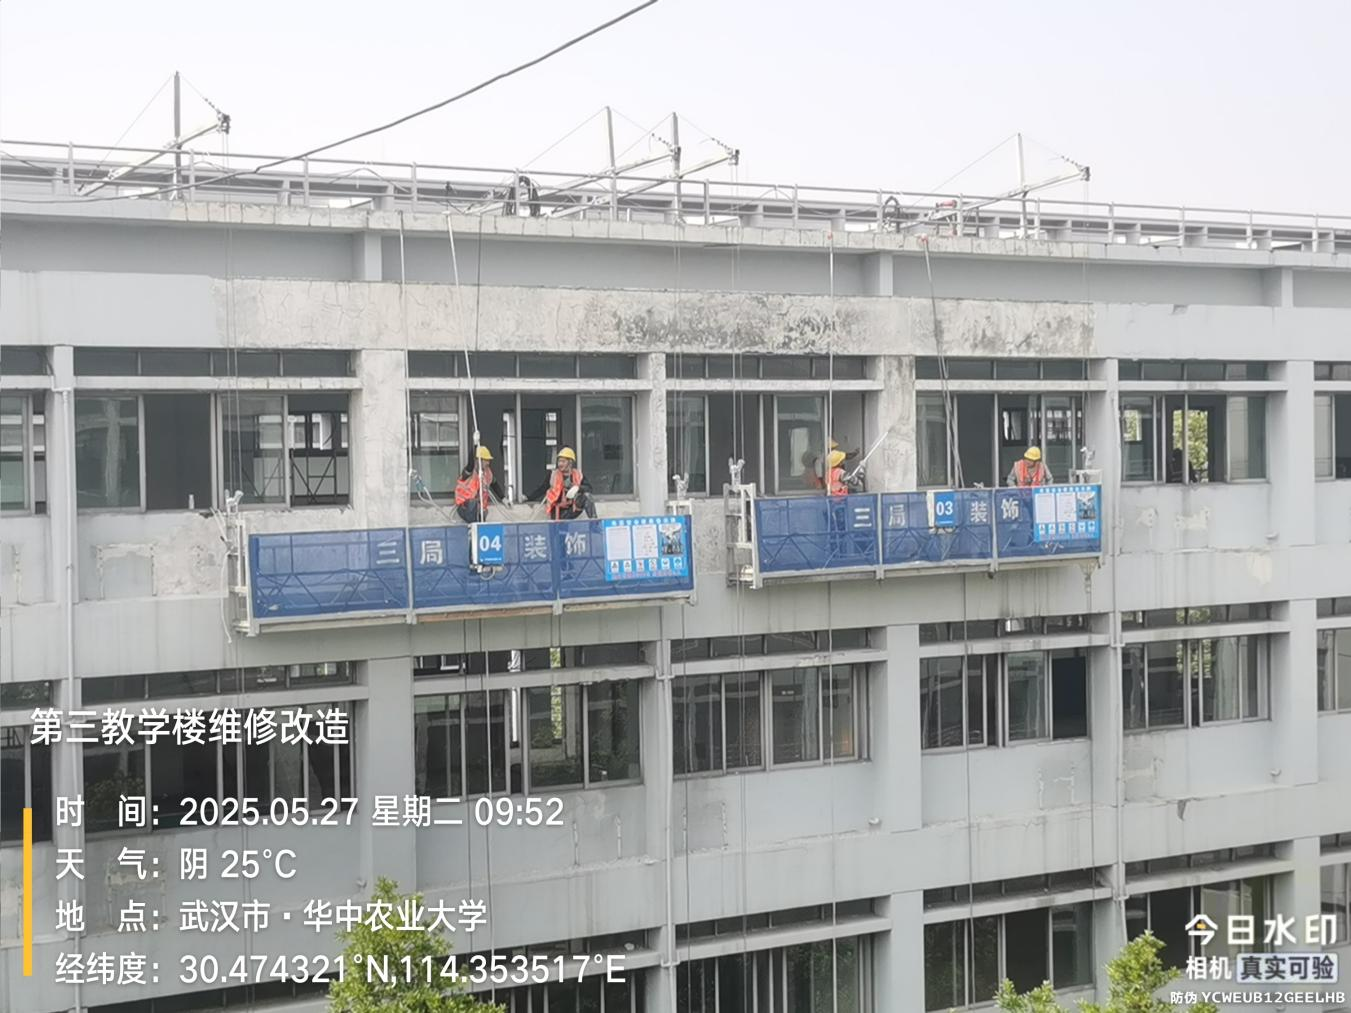 三局 04 装饰
三局 03 装饰
第三教学楼维修改造
时 间：2025.05.27 星期二 09:52
天 气：阴 25°C
地 点：武汉市·华中农业大学
经纬度：30.474321°N,114.353517°E
今日水印
相机 真实可验
防伪 YCWEUB12GEELHB